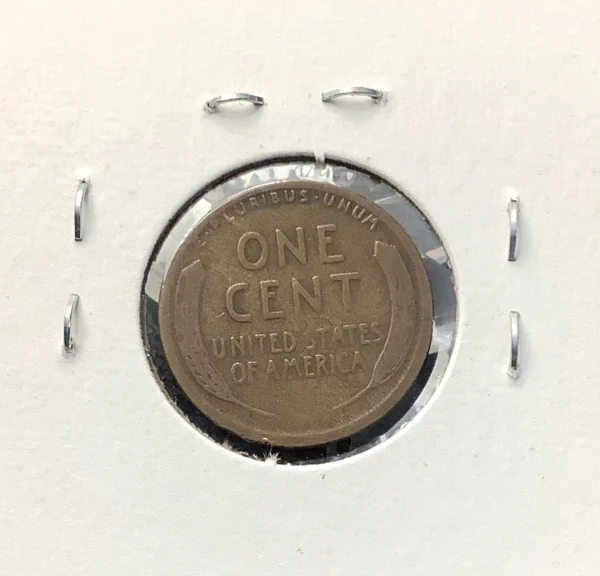 E · PLURIBUS · UNUM
ONE
CENT
UNITED STATES
OF AMERICA